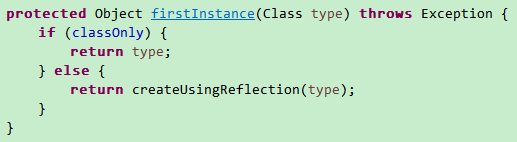 protected Object firstInstance(Class type) throws Exception {
    if (classOnly) {
        return type;
    } else {
        return createUsingReflection(type);
    }
}